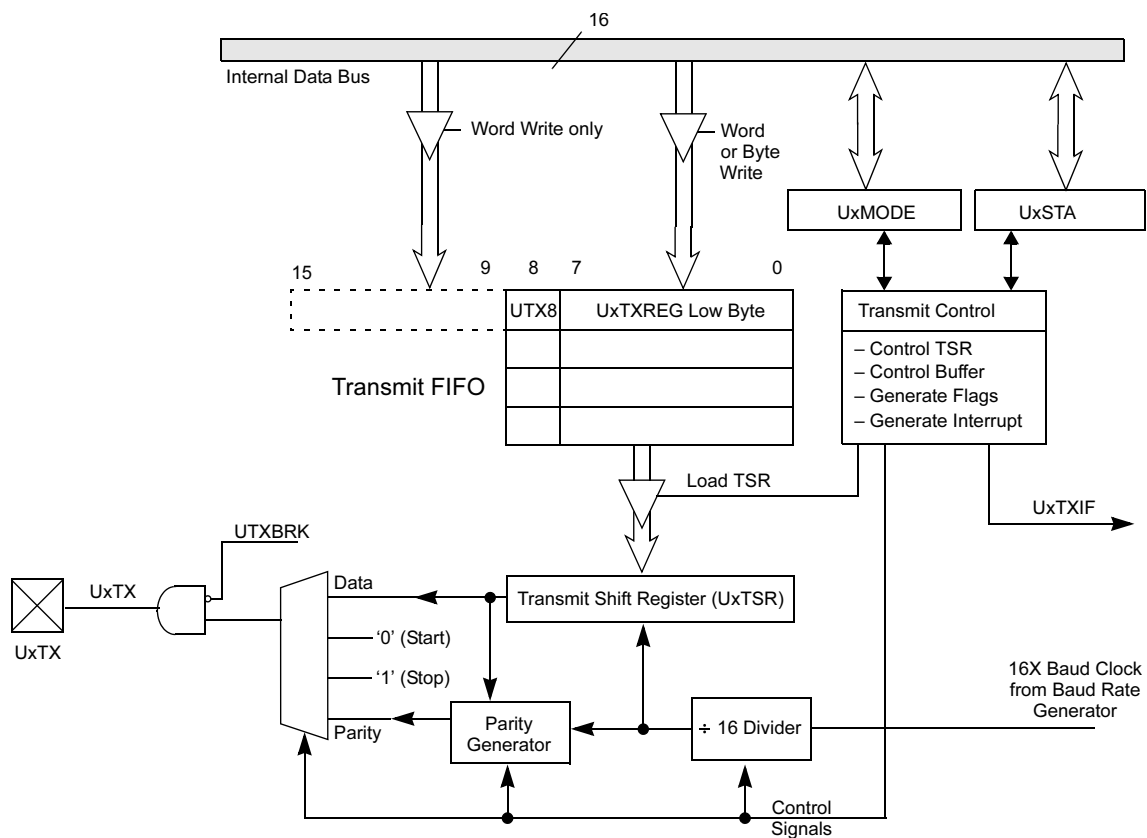 16
Internal Data Bus
Word Write only
Word
or Byte
Write
UxMODE
UxSTA
15
9
8
7
0
UTX8
UxTXREG Low Byte
Transmit Control
– Control TSR
– Control Buffer
– Generate Flags
– Generate Interrupt
Transmit FIFO
Load TSR
UxTXIF
UTXBRK
UxTX
UxTX
Data
Transmit Shift Register (UxTSR)
‘0’ (Start)
‘1’ (Stop)
Parity
Parity
Generator
÷ 16 Divider
16X Baud Clock
from Baud Rate
Generator
Control
Signals